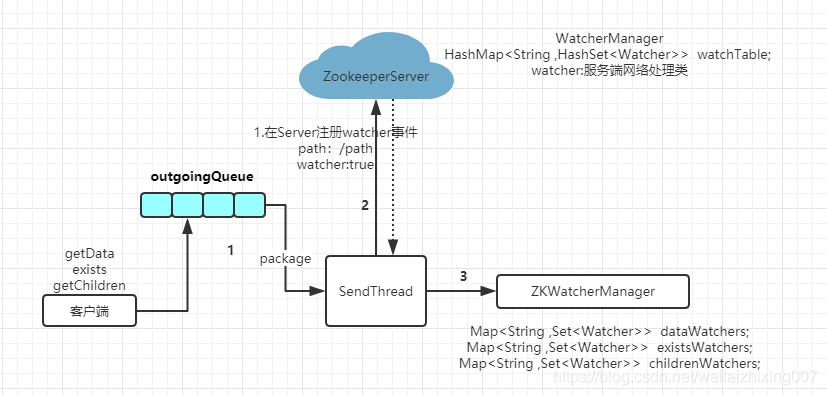 WatcherManager
HashMap<String ,HashSet<Watcher>> watchTable;
watcher:服务端网络处理类
ZookeeperServer
1.在Server注册watcher事件
path: /path
watcher:true
outgoingQueue
2
getData
exists
getChildren
1
package
客户端
SendThread
3
ZKWatcherManager
Map<String ,Set<Watcher>> dataWatchers;
Map<String ,Set<Watcher>> existsWatchers;
Map<String ,Set<Watcher>> childrenWatchers;
https://blog.csdn.net/weilaizhixing007